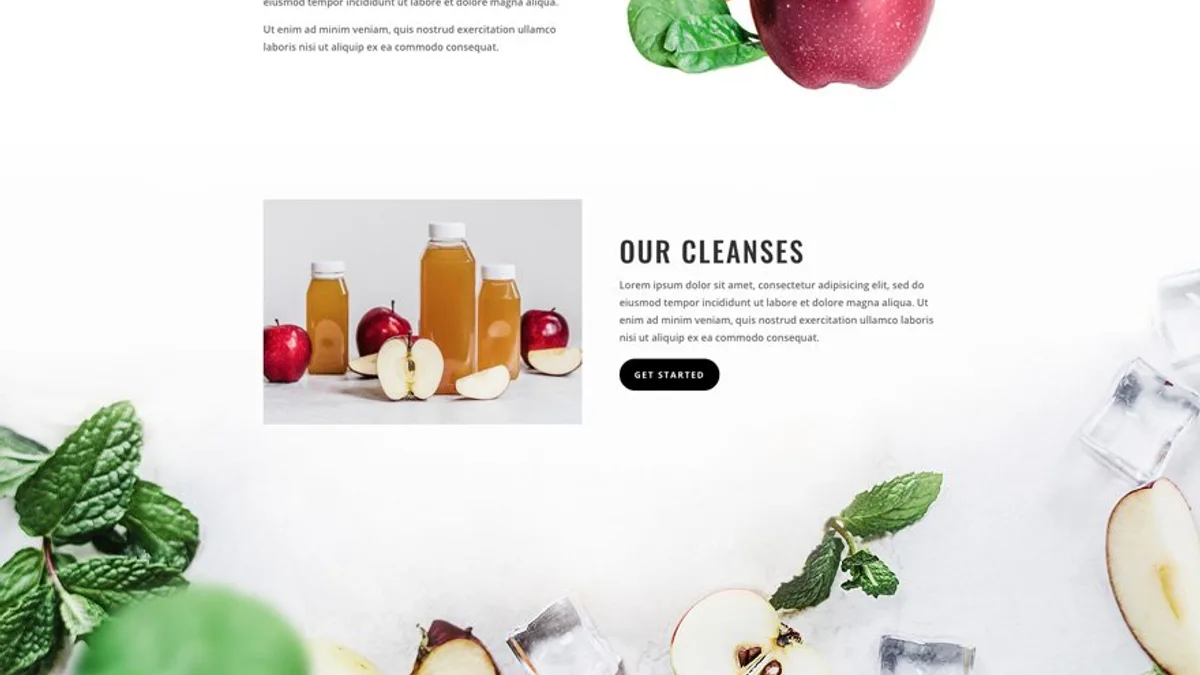 eiusmod tempor incididunt ut labore et dolore magna aliqua.
Ut enim ad minim veniam, quis nostrud exercitation ullamco
laboris nisi ut aliquip ex ea commodo consequat.
OUR CLEANSES
Lorem ipsum dolor sit amet, consectetur adipisicing elit, sed do
eiusmod tempor incididunt ut labore et dolore magna aliqua. Ut
enim ad minim veniam, quis nostrud exercitation ullamco laboris
nisi ut aliquip ex ea commodo consequat.
GET STARTED